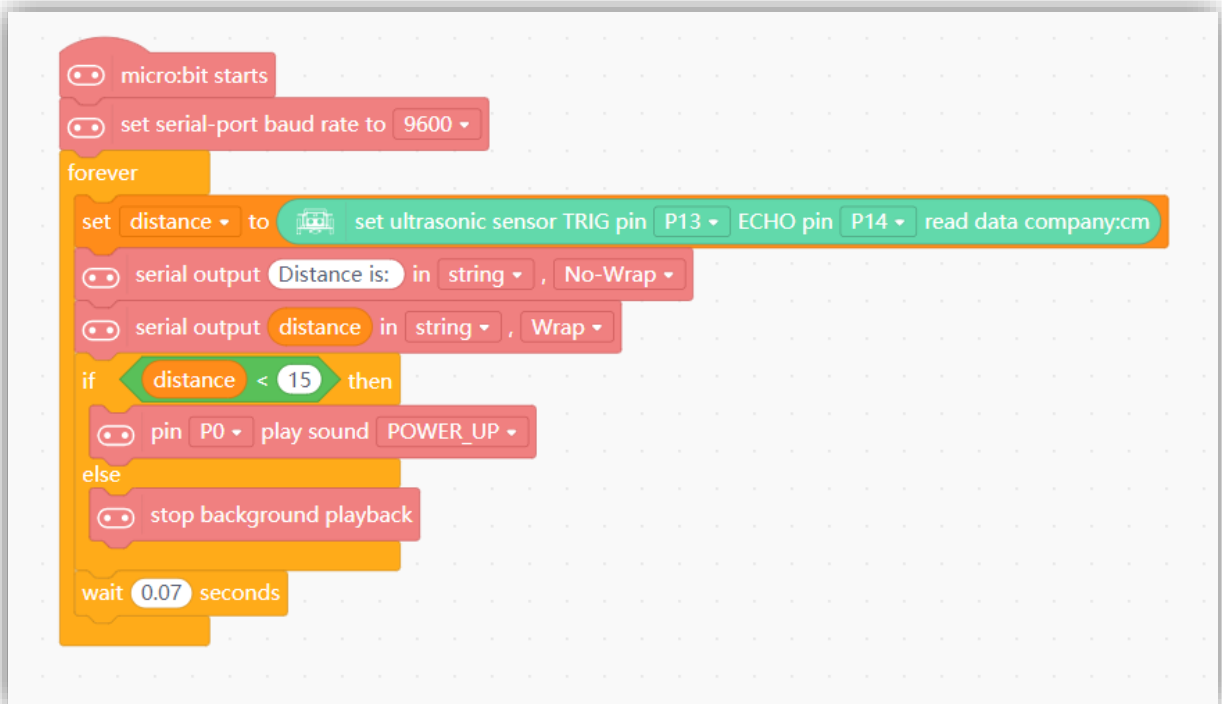 micro:bit starts
set serial-port baud rate to 9600
forever
set distance to set ultrasonic sensor TRIG pin P13 ECHO pin P14 read data company:cm
serial output Distance is: in string , No-Wrap
serial output distance in string , Wrap
if distance < 15 then
pin P0 play sound POWER_UP
else
stop background playback
wait 0.07 seconds